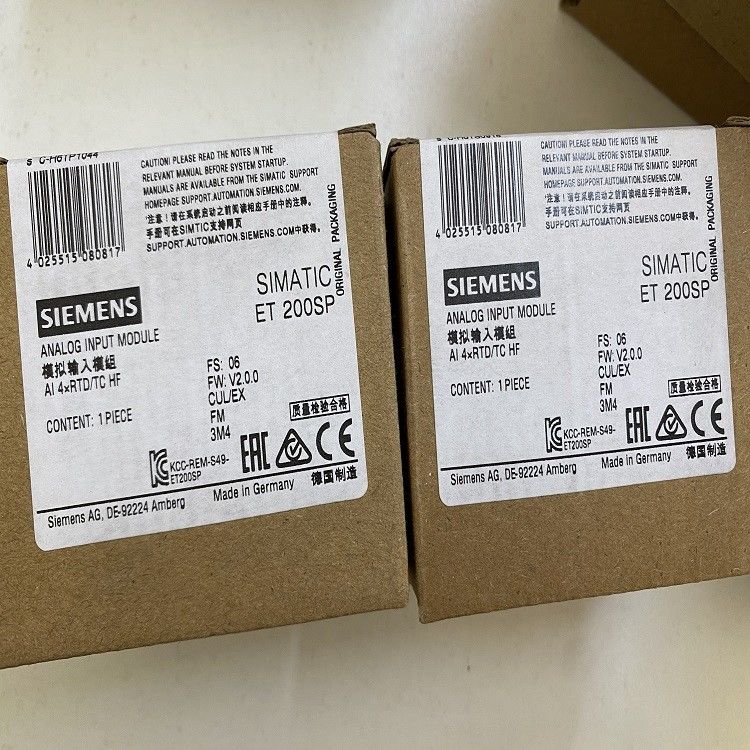 S C-H6TP1044
4 025515 080817
CAUTION! PLEASE READ THE NOTES IN THE
RELEVANT MANUAL BEFORE SYSTEM STARTUP.
MANUALS ARE AVAILABLE FROM THE SIMATIC SUPPORT
HOMEPAGE SUPPORT.AUTOMATION.SIEMENS.COM.
"注意!请在系统启动之前阅读相应手册中的注释。
手册可在SIMTIC支持网页
SUPPORT.AUTOMATION.SIEMENS.COM中获得。
ORIGINAL PACKAGING
SIEMENS
SIMATIC
ET 200SP
ANALOG INPUT MODULE
模拟输入模组
AI 4xRTD/TC HF
CONTENT: 1 PIECE
FS: 06
FW: V2.0.0
CUL/EX
FM
3M4
质量检验合格
KCC-REM-S49-
ET200SP
EAC
CE
Siemens AG, DE-92224 Amberg
Made in Germany
德国制造
4 025515 080817
CAUTION! PLEASE READ THE NOTES IN THE
RELEVANT MANUAL BEFORE SYSTEM STARTUP.
MANUALS ARE AVAILABLE FROM THE SIMATIC SUPPORT
HOMEPAGE SUPPORT.AUTOMATION.SIEMENS.COM.
"注意!请在系统启动之前阅读相应手册中的注释。
手册可在SIMTIC支持网页
SUPPORT.AUTOMATION.SIEMENS.COM中获得。
ORIGINAL PACKAGING
SIEMENS
SIMATIC
ET 200SP
ANALOG INPUT MODULE
模拟输入模组
AI 4xRTD/TC HF
CONTENT: 1 PIECE
FS: 06
FW: V2.0.0
CUL/EX
FM
3M4
质量检验合格
KCC-REM-S49-
ET200SP
EAC
CE
Siemens AG, DE-92224 Amberg
Made in Germany
德国制造